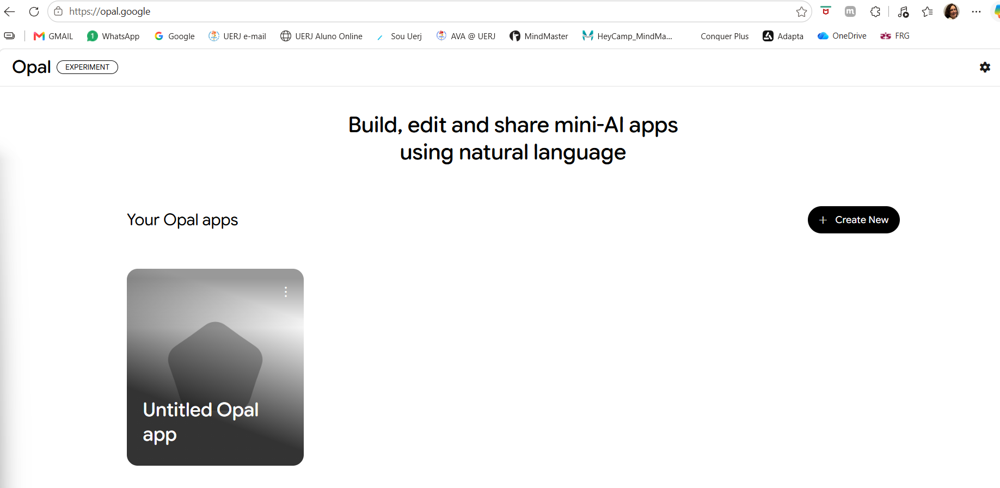 https://opal.google
GMAIL
1
WhatsApp
Google
UERJ e-mail
UERJ Aluno Online
Sou Uerj
AVA @ UERJ
MindMaster
HeyCamp_MindMa...
Conquer Plus
Adapta
OneDrive
FRG
Opal
EXPERIMENT
Build, edit and share mini-AI apps
using natural language
Your Opal apps
+ Create New
Untitled Opal
app